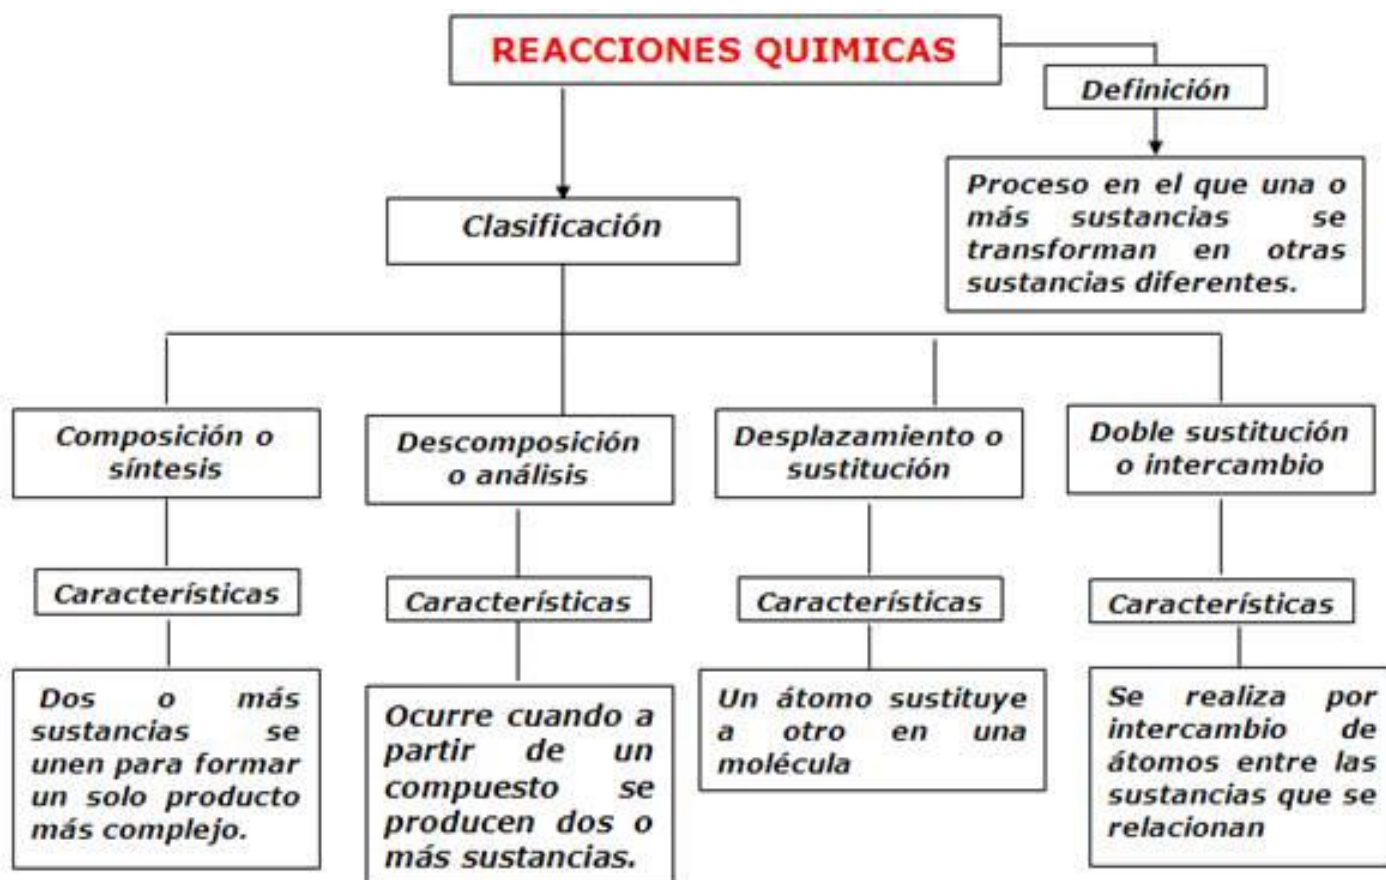 REACCIONES QUIMICAS
Definición
Proceso en el que una o
más sustancias se
transforman en otras
sustancias diferentes.
Clasificación
Composición o
síntesis
Características
Dos o más
sustancias se
unen para formar
un solo producto
más complejo.
Descomposición
o análisis
Características
Ocurre cuando a
partir de un
compuesto se
producen dos o
más sustancias.
Desplazamiento o
sustitución
Características
Un átomo sustituye
a otro en una
molécula
Doble sustitución
o intercambio
Características
Se realiza por
intercambio de
átomos entre las
sustancias que se
relacionan